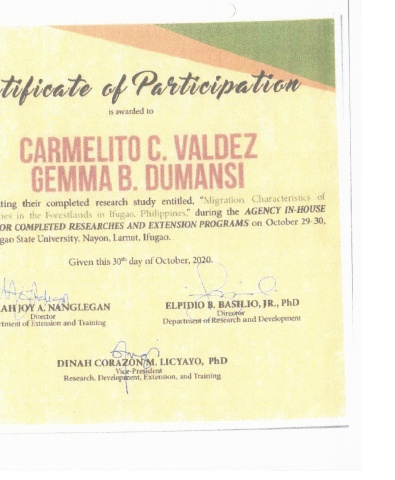 tificate of Participation
is awarded to
CARMELITO C. VALDEZ
GEMMA B. DUMANSI
ting their completed research study entitled, "Migration Characteristics of
ies in the Forestlands in Ifugao, Philippines," during the AGENCY IN-HOUSE
OR COMPLETED RESEARCHES AND EXTENSION PROGRAMS on October 29-30,
gao State University, Nayon, Lamut, Ifugao.
Given this 30th day of October, 2020.
AH JOY A. NANGLEGAN
Director
rtment of Extension and Training
ELPIDIO B. BASILIO, JR., PhD
Director
Department of Research and Development
DINAH CORAZON M. LICYAYO, PhD
Vice-President
Research, Development, Extension, and Training